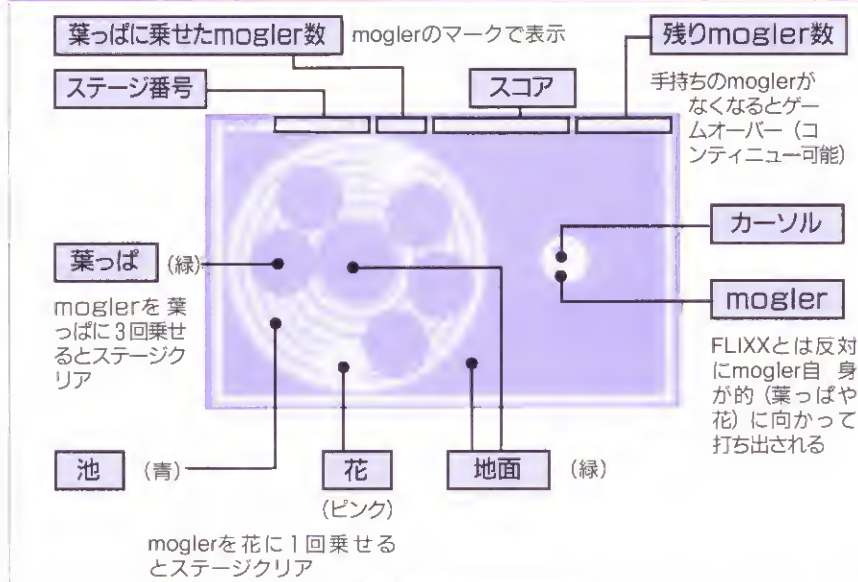 葉っぱに乗せたmogler数
moglerのマークで表示
残りmogler数
手持ちのmoglerが
なくなるとゲー
ムオーバー（コ
ンティニュー可能）
ステージ番号
スコア
カーソル
葉っぱ
（緑）
moglerを葉
っぱに3回乗せ
るとステージク
リア
mogler
FLIXXとは反対
にmogler自身
が的（葉っぱや
花）に向かって
打ち出される
池
（青）
花
（ピンク）
地面
（緑）
moglerを花に1回乗せる
とステージクリア